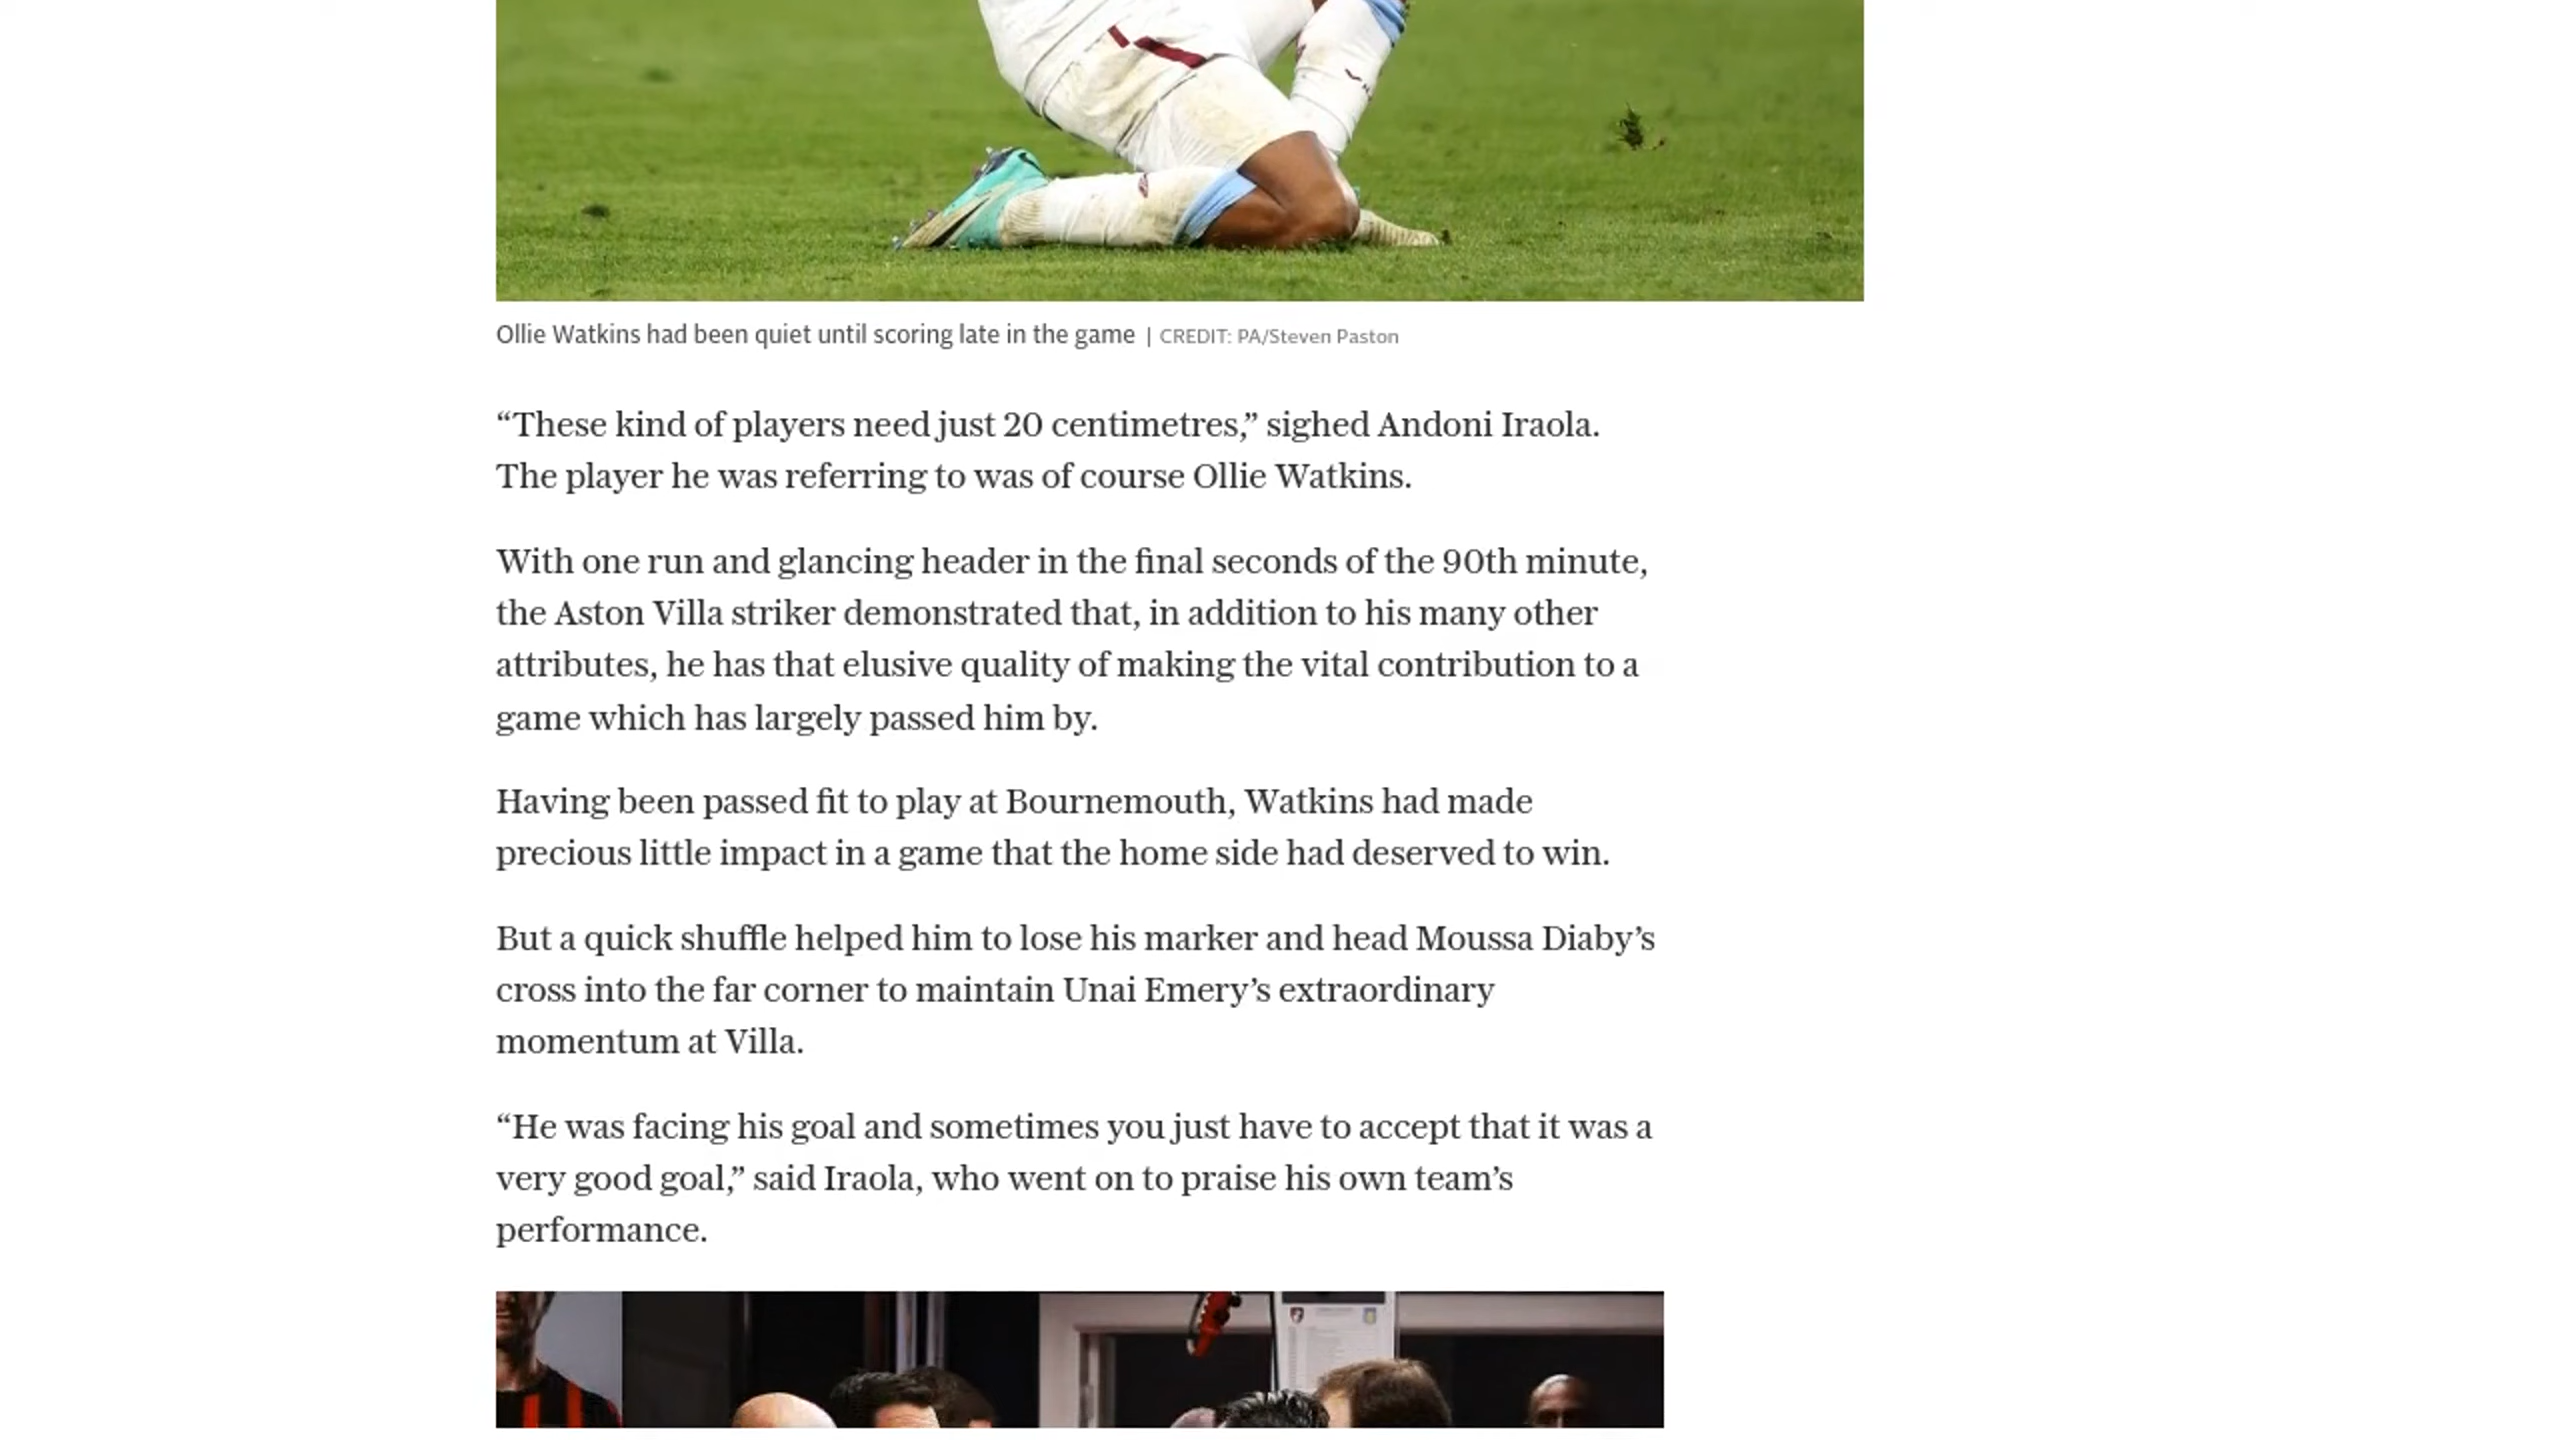 Ollie Watkins had been quiet until scoring late in the game | CREDIT: PA/Steven Paston
“These kind of players need just 20 centimetres,” sighed Andoni Iraola.
The player he was referring to was of course Ollie Watkins.
With one run and glancing header in the final seconds of the 90th minute,
the Aston Villa striker demonstrated that, in addition to his many other
attributes, he has that elusive quality of making the vital contribution to a
game which has largely passed him by.
Having been passed fit to play at Bournemouth, Watkins had made
precious little impact in a game that the home side had deserved to win.
But a quick shuffle helped him to lose his marker and head Moussa Diaby’s
cross into the far corner to maintain Unai Emery’s extraordinary
momentum at Villa.
“He was facing his goal and sometimes you just have to accept that it was a
very good goal,” said Iraola, who went on to praise his own team’s
performance.